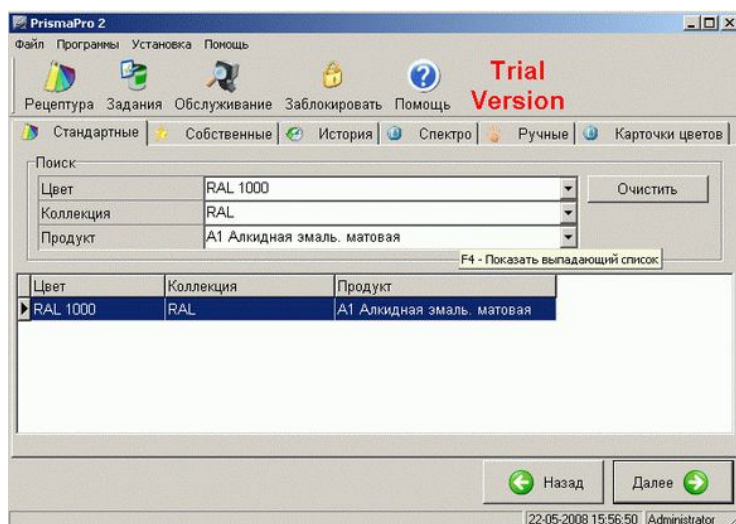 PrismaPro 2
Файл Программы Установка Помощь
Рецептура Задания Обслуживание Заблокировать Помощь Trial Version
Стандартные Собственные История Спектро Ручные Карточки цветов
Поиск
Цвет RAL 1000 Очистить
Коллекция RAL
Продукт А1 Алкидная эмаль. матовая
F4 - Показать выпадающий список
Цвет Коллекция Продукт
RAL 1000 RAL А1 Алкидная эмаль. матовая
Назад Далее
22-05-2008 15:56:50 Administrator